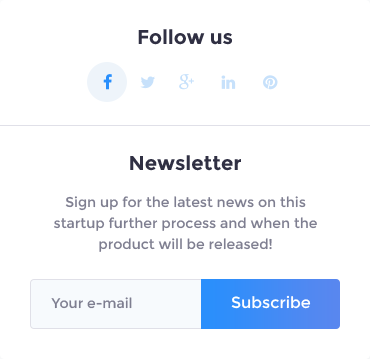 Follow us
Newsletter
Sign up for the latest news on this
startup further process and when the
product will be released!
Your e-mail
Subscribe